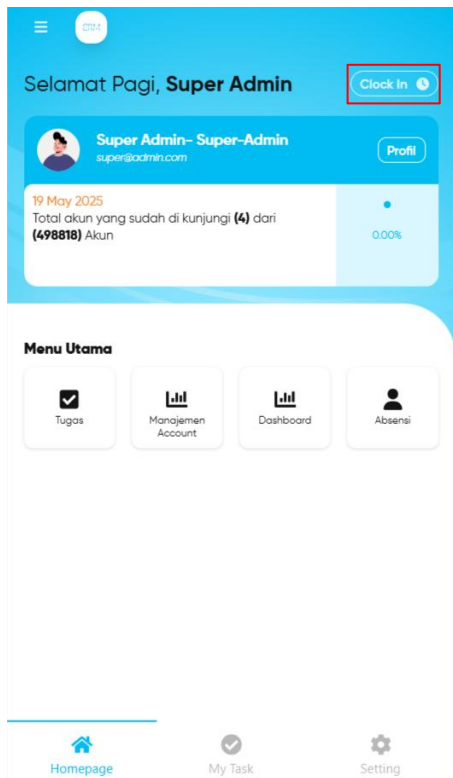 CRM
Selamat Pagi, Super Admin
Clock In
Super Admin- Super-Admin
super@admin.com
Profil
19 May 2025
Total akun yang sudah di kunjungi (4) dari
(498818) Akun
0.00%
Menu Utama
Tugas
Manajemen
Account
Dashboard
Absensi
Homepage
My Task
Setting